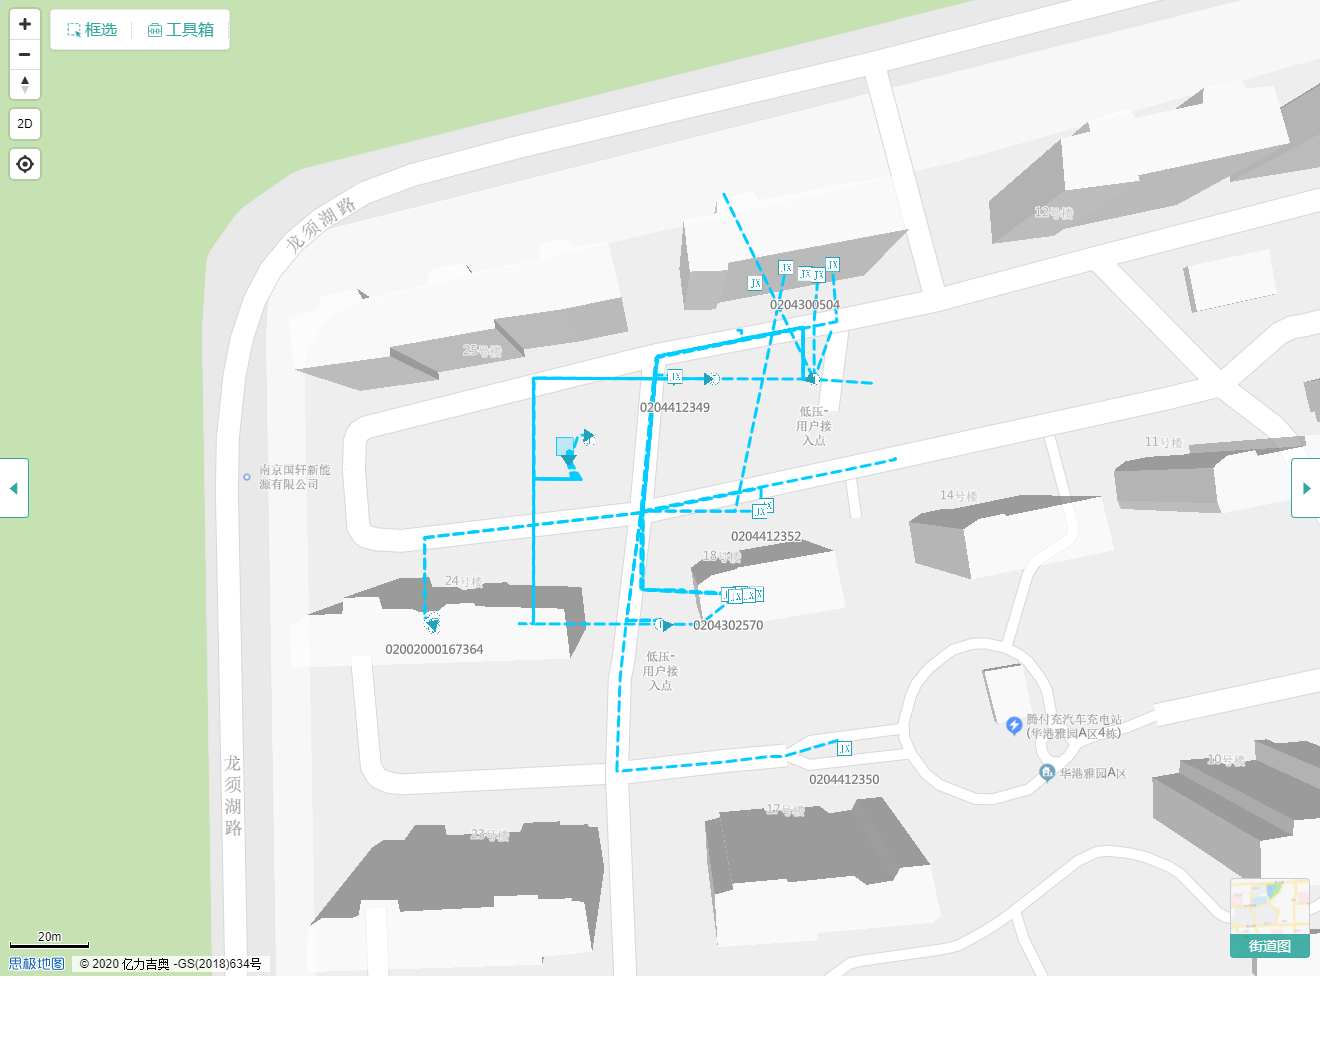 框选
工具箱
2D
龙须湖路
12号楼
JX
JX
JX
JX
JX
0204300504
25号楼
JX
0204412349
低压-
用户接
入点
11号楼
南京国轩新能
源有限公司
14号楼
JX
0204412352
18号楼
24号楼
JX
JX
0204302570
02002000167364
低压-
用户接
入点
腾付充汽车充电站
(华港雅园A区4栋)
JX
0204412350
华港雅园A区
10号楼
龙须湖路
17号楼
23号楼
20m
街道图
思极地图
© 2020 亿力吉奥 -GS(2018)634号